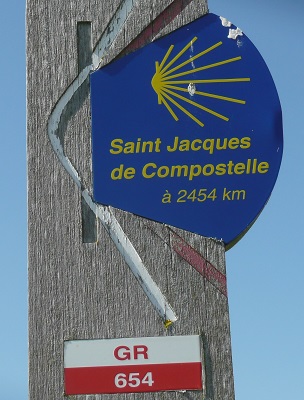 Saint Jacques
de Compostelle
à 2454 km
GR
654